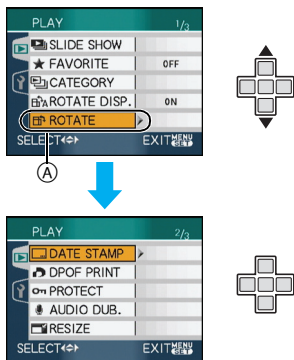 PLAY 1/3
SLIDE SHOW
FAVORITE OFF
CATEGORY
ROTATE DISP. ON
ROTATE
SELECT EXIT MENU SET
A
PLAY 2/3
DATE STAMP
DPOF PRINT
PROTECT
AUDIO DUB.
RESIZE
SELECT EXIT MENU SET